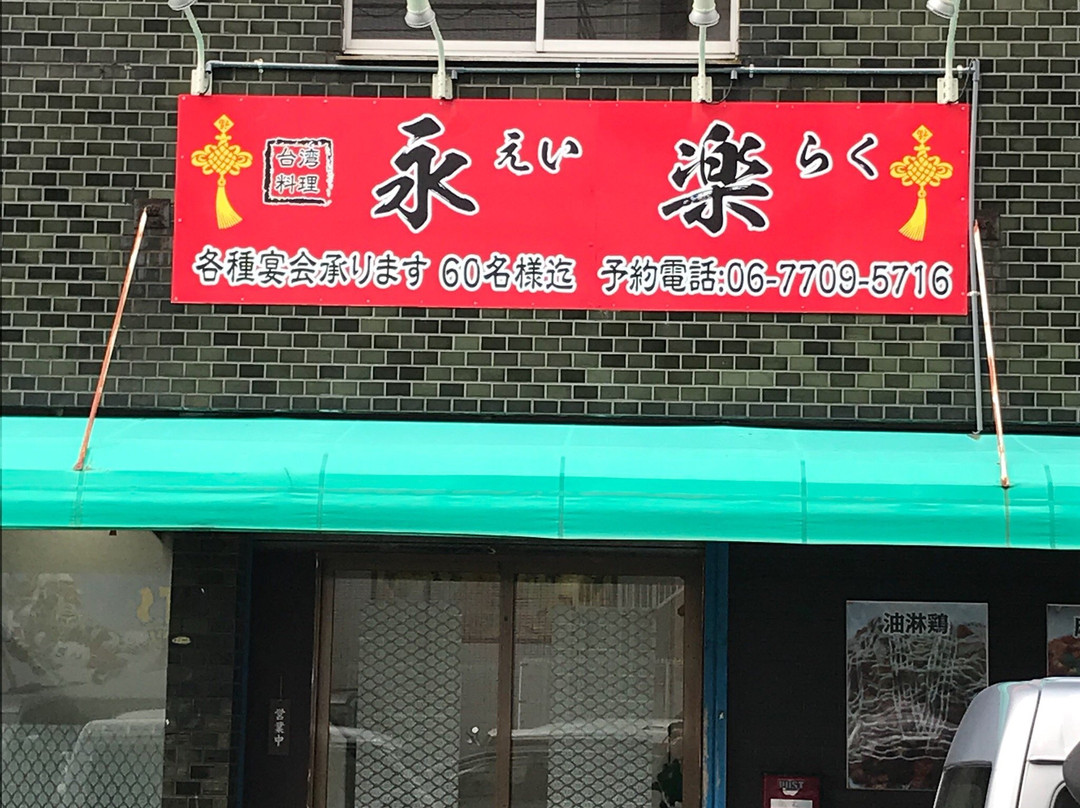 台湾
料理
永 えい 楽 らく
各種宴会承ります 60名様迄 予約電話:06-7709-5716
営業中
油淋鶏
POST